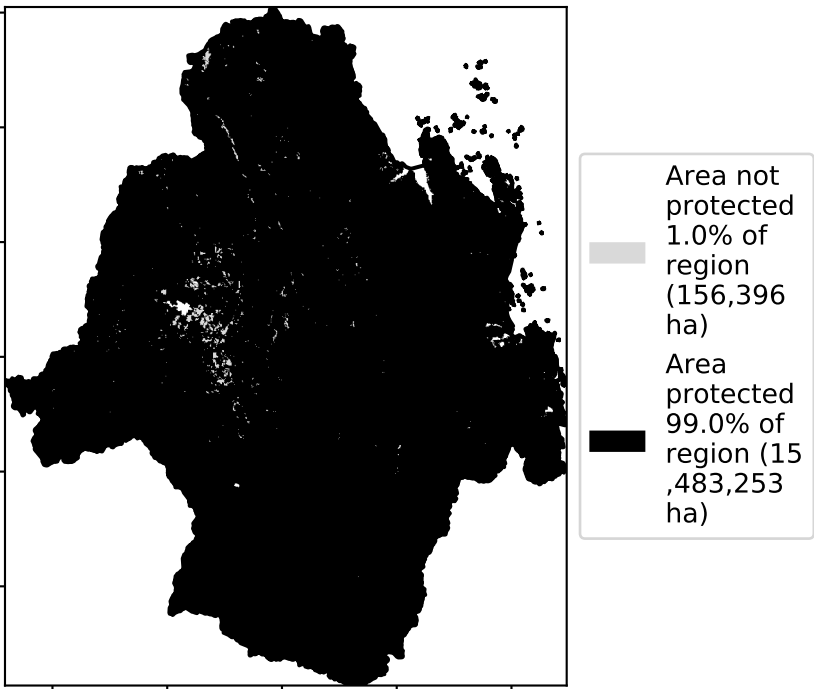 Area not
protected
1.0% of
region
(156,396
ha)
Area
protected
99.0% of
region (15
,483,253
ha)